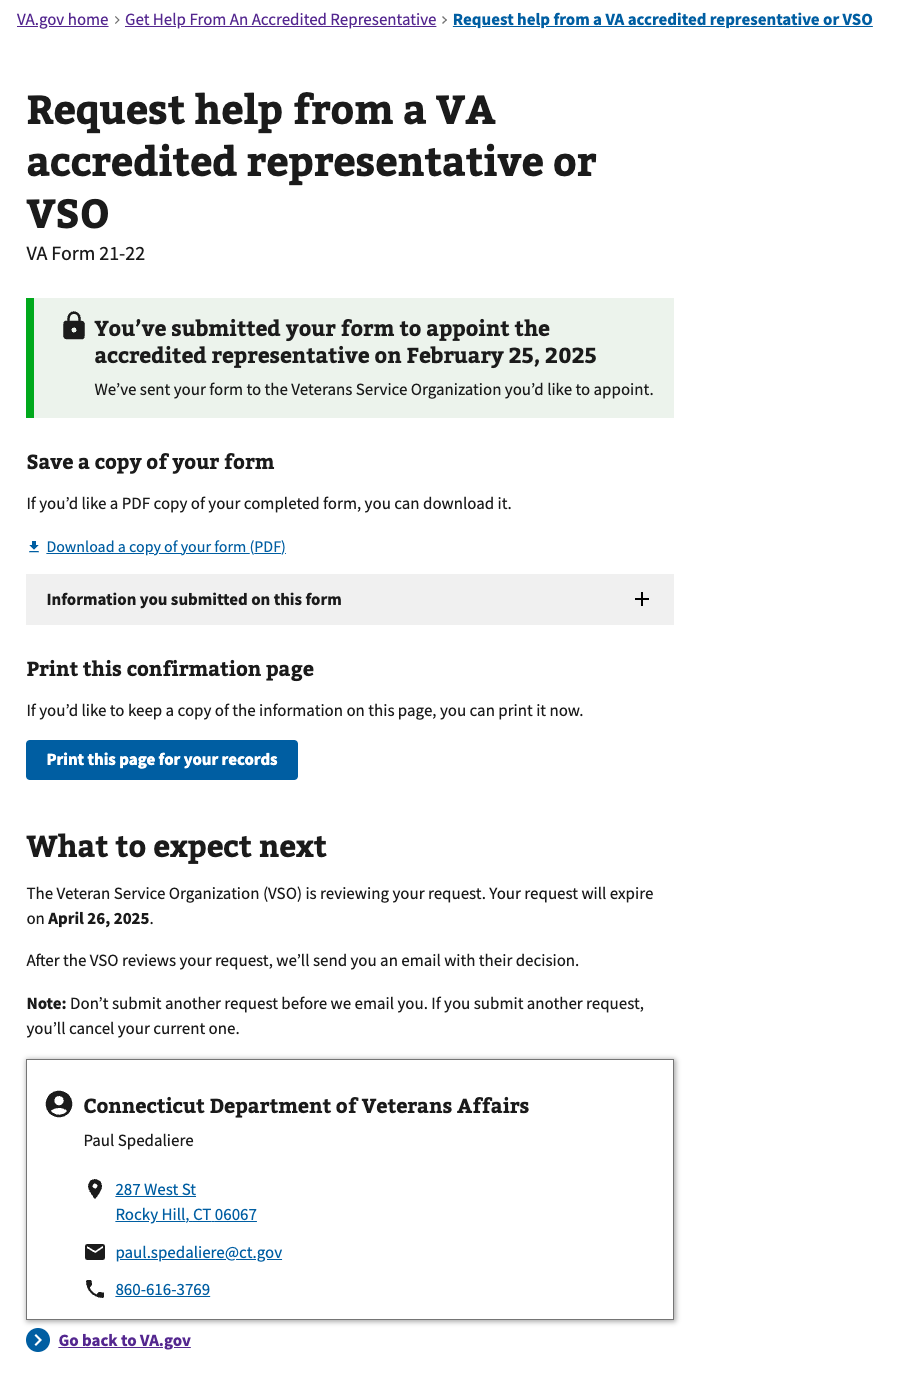 VA.gov home > Get Help From An Accredited Representative > Request help from a VA accredited representative or VSO
Request help from a VA
accredited representative or
VSO
VA Form 21-22
You’ve submitted your form to appoint the
accredited representative on February 25, 2025
We’ve sent your form to the Veterans Service Organization you’d like to appoint.
Save a copy of your form
If you’d like a PDF copy of your completed form, you can download it.
Download a copy of your form (PDF)
Information you submitted on this form
Print this confirmation page
If you’d like to keep a copy of the information on this page, you can print it now.
Print this page for your records
What to expect next
The Veteran Service Organization (VSO) is reviewing your request. Your request will expire
on April 26, 2025.
After the VSO reviews your request, we’ll send you an email with their decision.
Note: Don’t submit another request before we email you. If you submit another request,
you’ll cancel your current one.
Connecticut Department of Veterans Affairs
Paul Spedaliere
287 West St
Rocky Hill, CT 06067
paul.spedaliere@ct.gov
860-616-3769
Go back to VA.gov